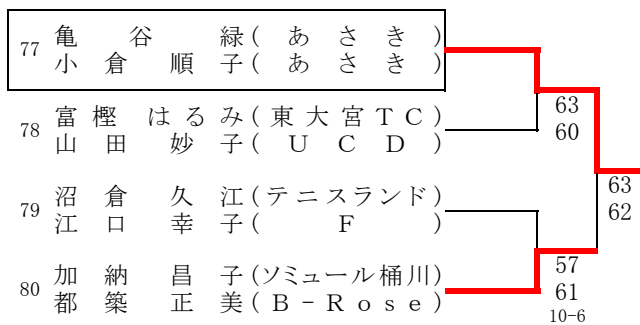 77 亀谷 緑(あさき)
小倉 順子(あさき)
63
60
78 富樫 はるみ(東大宮TC)
山田 妙子(UCD)
63
62
79 沼倉 久江(テニスランド)
江口 幸子(F)
57
61
10-6
80 加納 昌子(ソミュール桶川)
都築 正美(B-Rose)